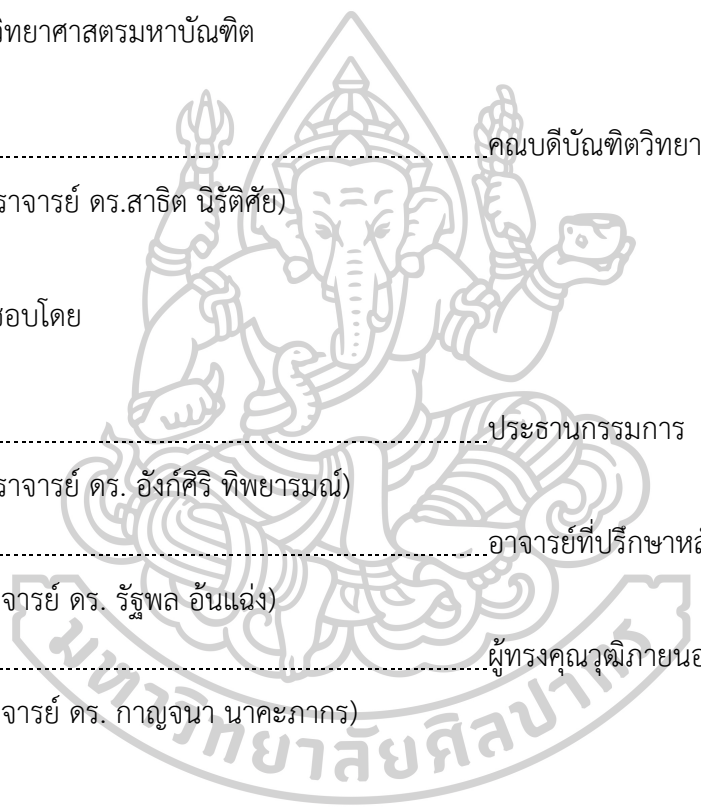 วิทยาศาสตรมหาบัณฑิต
คณบดีบัณฑิตวิทยา
ราจารย์ ดร.สาธิต นิรัติศัย)
สอบโดย
ประธานกรรมการ
ราจารย์ ดร. อังก์ศิริ ทิพยารมณ์)
อาจารย์ที่ปรึกษาหล
จารย์ ดร. รัฐพล อ้นแฉ่ง)
ผู้ทรงคุณวุฒิภายนอ
จารย์ ดร. กาญจนา นาคะภากร)
มหาวิทยาลัยศิลปากร